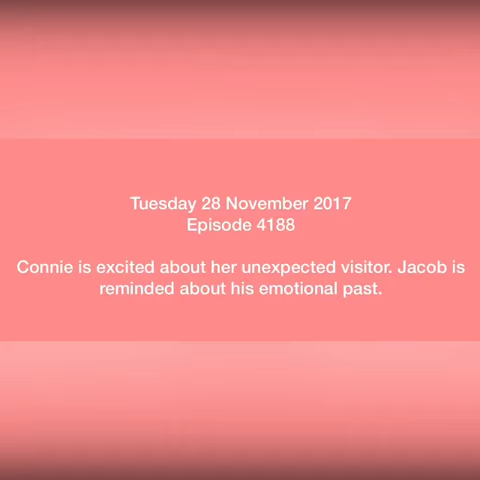 Tuesday 28 November 2017
Episode 4188
Connie is excited about her unexpected visitor. Jacob is
reminded about his emotional past.